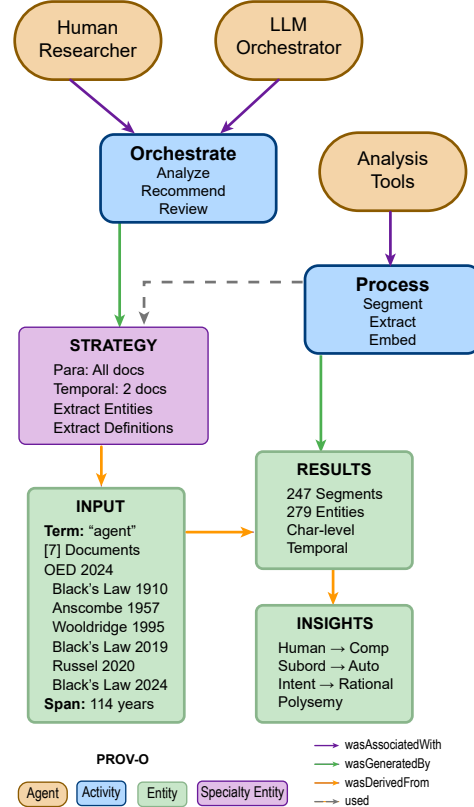 Human
Researcher
LLM
Orchestrator
Orchestrate
Analyze
Recommend
Review
Analysis
Tools
Process
Segment
Extract
Embed
STRATEGY
Para: All docs
Temporal: 2 docs
Extract Entities
Extract Definitions
RESULTS
247 Segments
279 Entities
Char-level
Temporal
INPUT
Term: “agent”
[7] Documents
OED 2024
Black’s Law 1910
Anscombe 1957
Wooldridge 1995
Black’s Law 2019
Russel 2020
Black’s Law 2024
Span: 114 years
INSIGHTS
Human → Comp
Subord → Auto
Intent → Rational
Polysemy
PROV-O
Agent
Activity
Entity
Specialty Entity
wasAssociatedWith
wasGeneratedBy
wasDerivedFrom
used